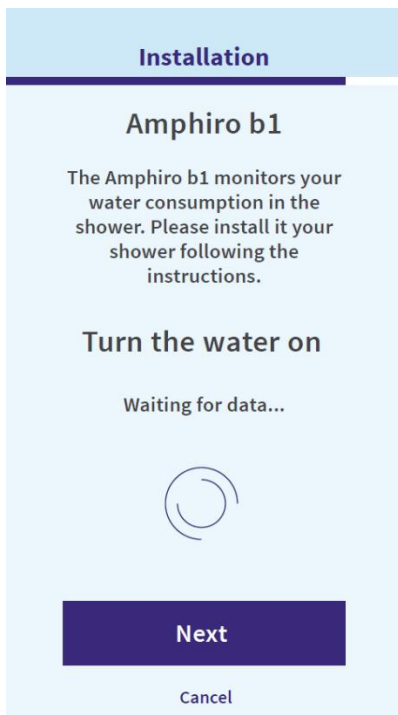 Installation
Amphiro b1
The Amphiro b1 monitors your
water consumption in the
shower. Please install it your
shower following the
instructions.
Turn the water on
Waiting for data...
Next
Cancel